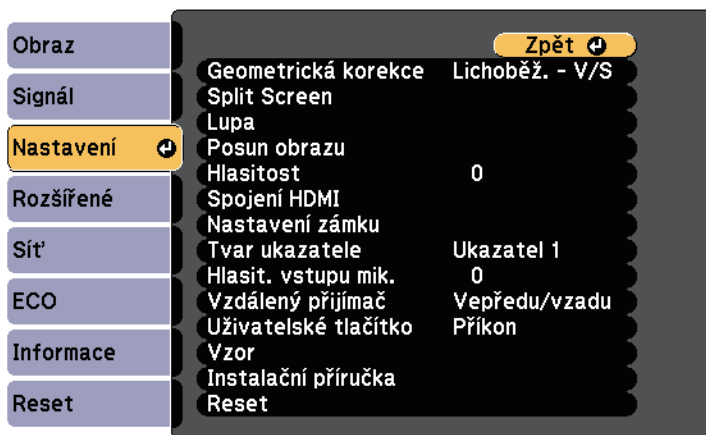 Obraz
Signál
Nastavení
Rozšířené
Síť
ECO
Informace
Reset
Zpět
Geometrická korekce Lichoběž. - V/S
Split Screen
Lupa
Posun obrazu
Hlasitost 0
Spojení HDMI
Nastavení zámku
Tvar ukazatele Ukazatel 1
Hlasit. vstupu mik. 0
Vzdálený přijímač Vepředu/vzadu
Uživatelské tlačítko Příkon
Vzor
Instalační příručka
Reset